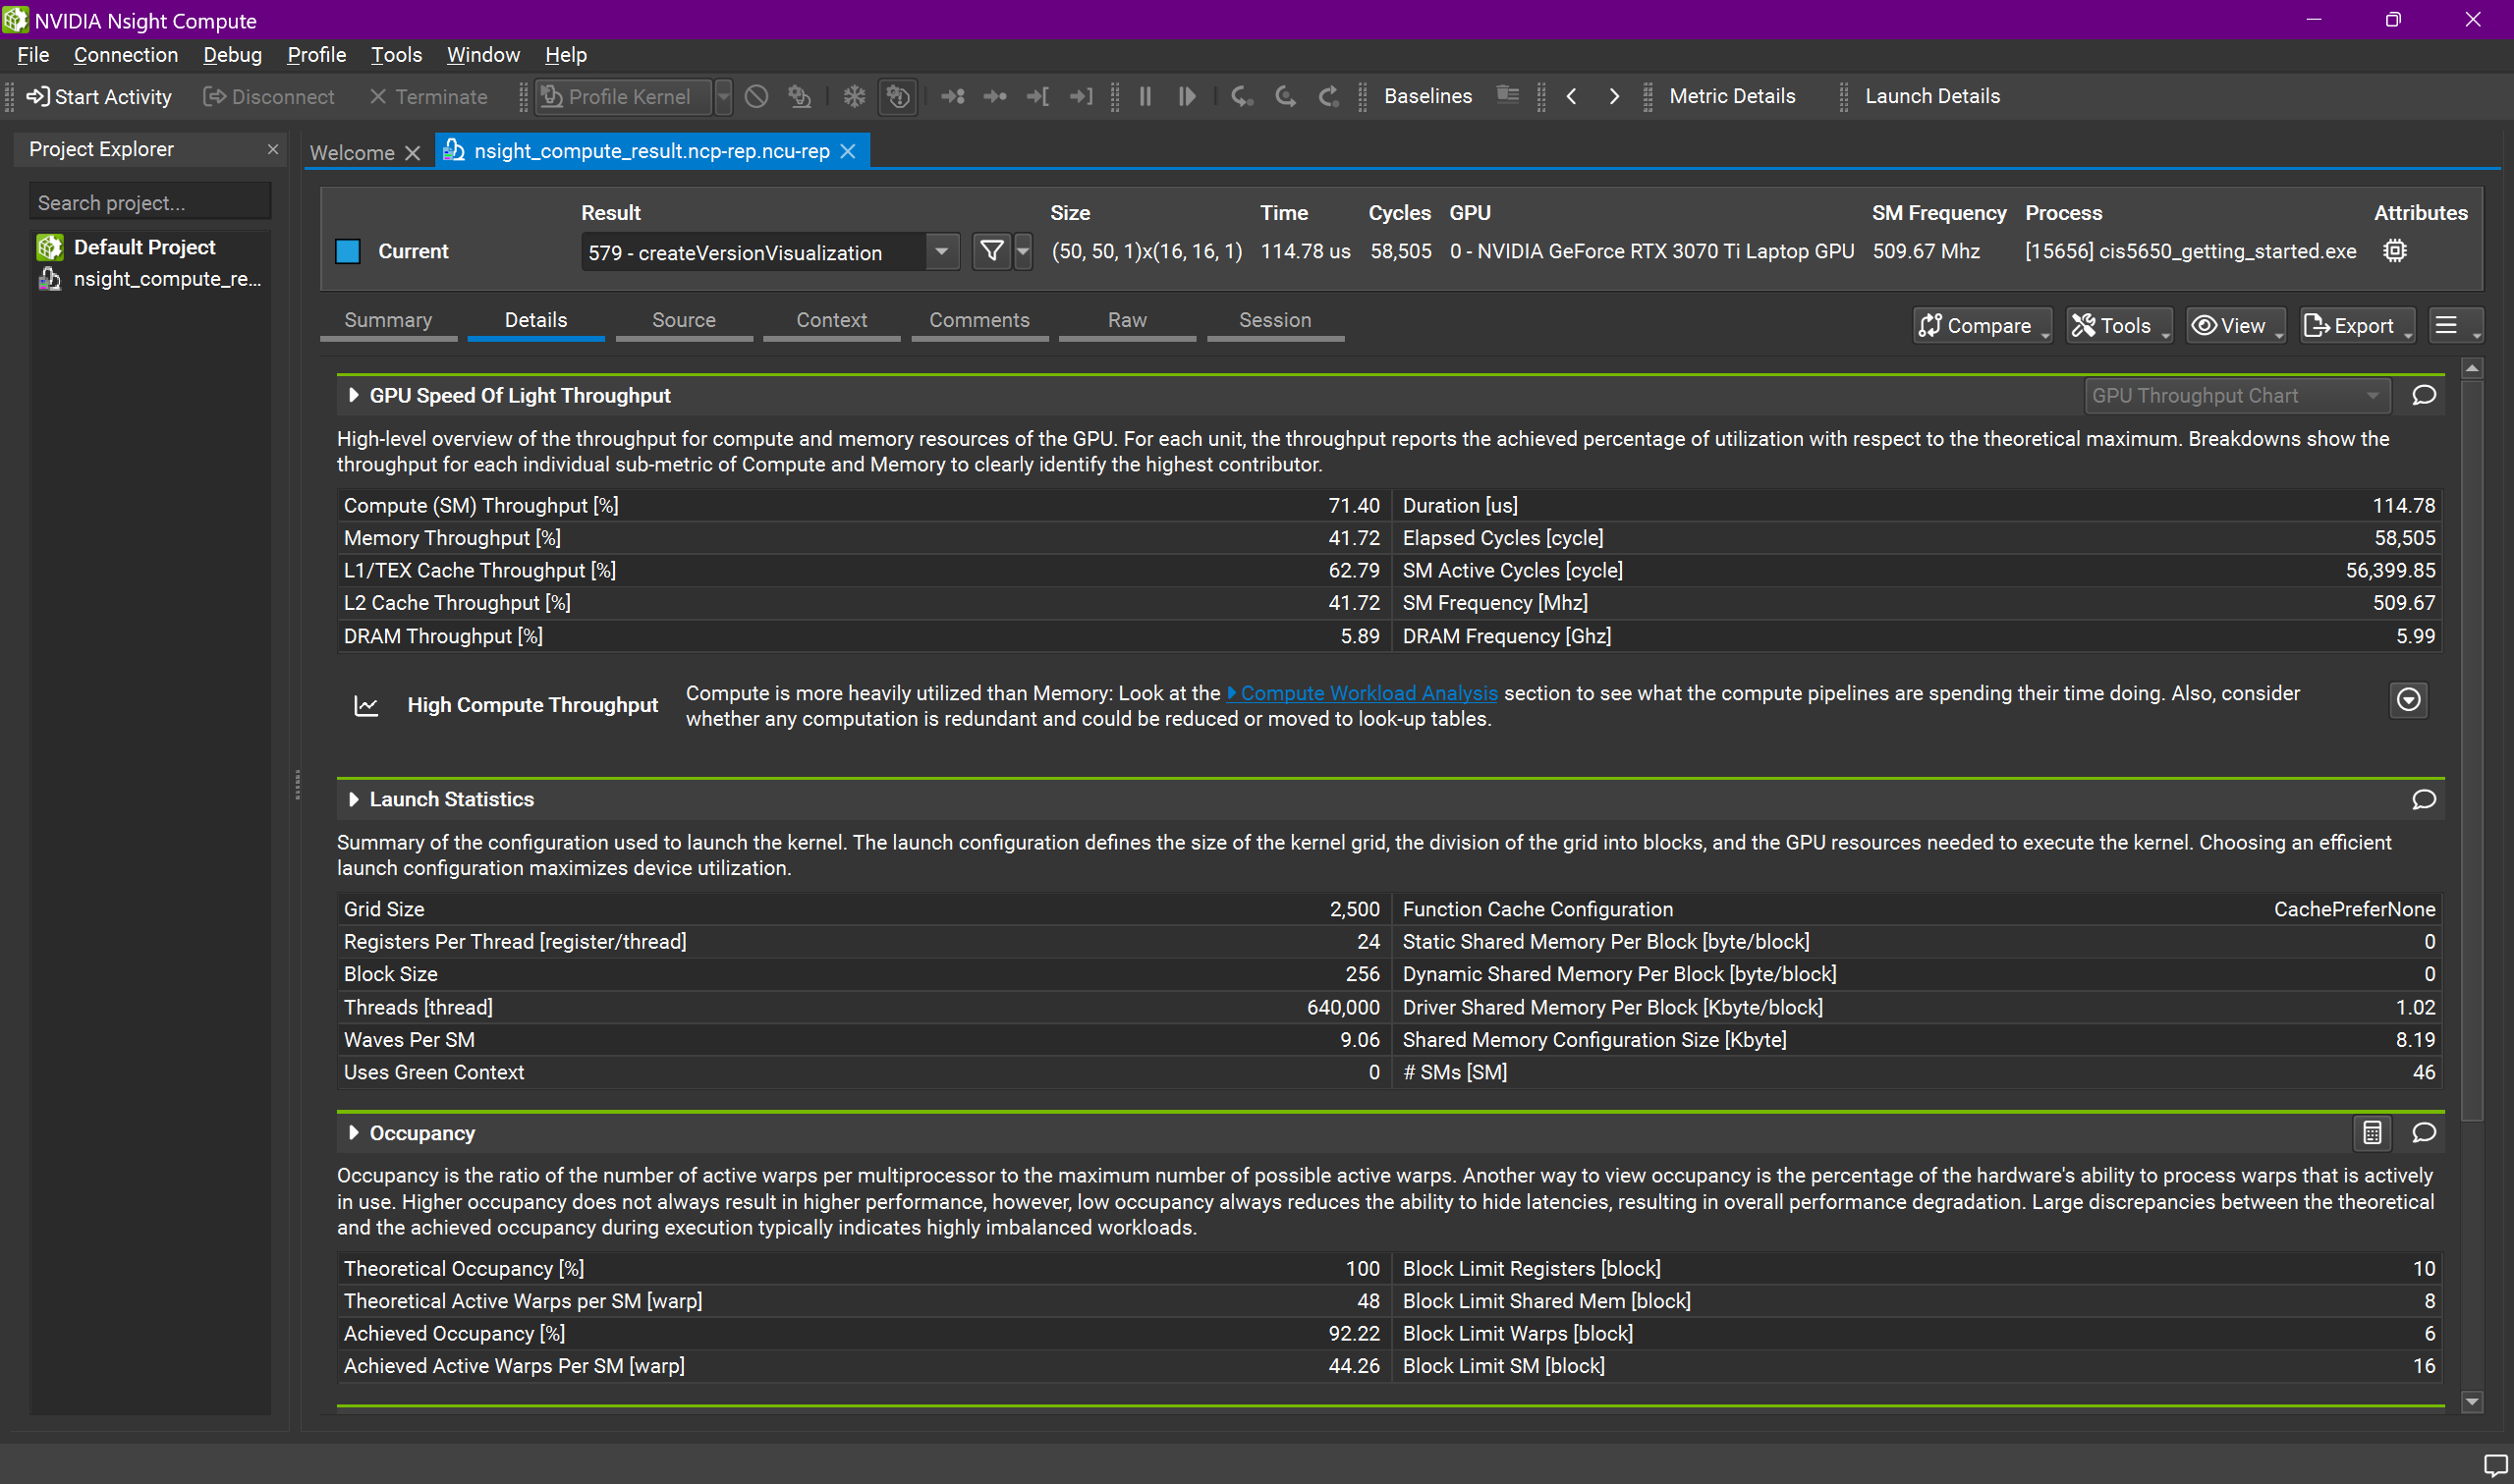 NVIDIA Nsight Compute
File Connection Debug Profile Tools Window Help
Start Activity Disconnect Terminate Profile Kernel Baselines Metric Details Launch Details
Project Explorer
Search project...
Default Project
nsight_compute_re...
Welcome nsight_compute_result.ncp-rep.ncu-rep
Result Size Time Cycles GPU SM Frequency Process Attributes
Current 579 - createVersionVisualization (50, 50, 1)x(16, 16, 1) 114.78 us 58,505 0 - NVIDIA GeForce RTX 3070 Ti Laptop GPU 509.67 Mhz [15656] cis5650_getting_started.exe
Summary Details Source Context Comments Raw Session Compare Tools View Export
GPU Speed Of Light Throughput GPU Throughput Chart
High-level overview of the throughput for compute and memory resources of the GPU. For each unit, the throughput reports the achieved percentage of utilization with respect to the theoretical maximum. Breakdowns show the
throughput for each individual sub-metric of Compute and Memory to clearly identify the highest contributor.
Compute (SM) Throughput [%] 71.40 Duration [us] 114.78
Memory Throughput [%] 41.72 Elapsed Cycles [cycle] 58,505
L1/TEX Cache Throughput [%] 62.79 SM Active Cycles [cycle] 56,399.85
L2 Cache Throughput [%] 41.72 SM Frequency [Mhz] 509.67
DRAM Throughput [%] 5.89 DRAM Frequency [Ghz] 5.99
High Compute Throughput
Compute is more heavily utilized than Memory: Look at the Compute Workload Analysis section to see what the compute pipelines are spending their time doing. Also, consider
whether any computation is redundant and could be reduced or moved to look-up tables.
Launch Statistics
Summary of the configuration used to launch the kernel. The launch configuration defines the size of the kernel grid, the division of the grid into blocks, and the GPU resources needed to execute the kernel. Choosing an efficient
launch configuration maximizes device utilization.
Grid Size 2,500 Function Cache Configuration CachePreferNone
Registers Per Thread [register/thread] 24 Static Shared Memory Per Block [byte/block] 0
Block Size 256 Dynamic Shared Memory Per Block [byte/block] 0
Threads [thread] 640,000 Driver Shared Memory Per Block [Kbyte/block] 1.02
Waves Per SM 9.06 Shared Memory Configuration Size [Kbyte] 8.19
Uses Green Context 0 # SMs [SM] 46
Occupancy
Occupancy is the ratio of the number of active warps per multiprocessor to the maximum number of possible active warps. Another way to view occupancy is the percentage of the hardware's ability to process warps that is actively
in use. Higher occupancy does not always result in higher performance, however, low occupancy always reduces the ability to hide latencies, resulting in overall performance degradation. Large discrepancies between the theoretical
and the achieved occupancy during execution typically indicates highly imbalanced workloads.
Theoretical Occupancy [%] 100 Block Limit Registers [block] 10
Theoretical Active Warps per SM [warp] 48 Block Limit Shared Mem [block] 8
Achieved Occupancy [%] 92.22 Block Limit Warps [block] 6
Achieved Active Warps Per SM [warp] 44.26 Block Limit SM [block] 16